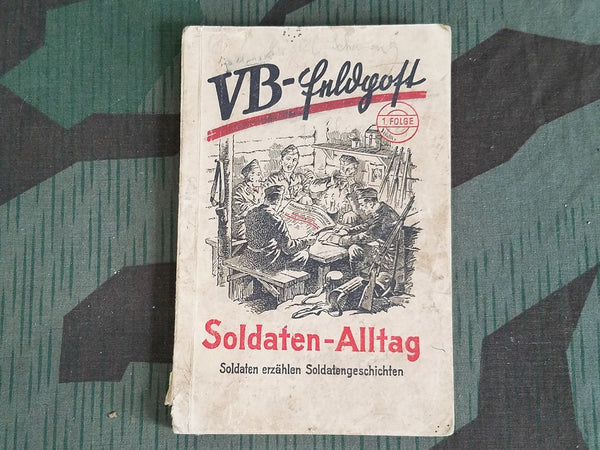 VB-Feldpost
1. FOLGE
Soldaten-Alltag
Soldaten erzählen Soldatengeschichten